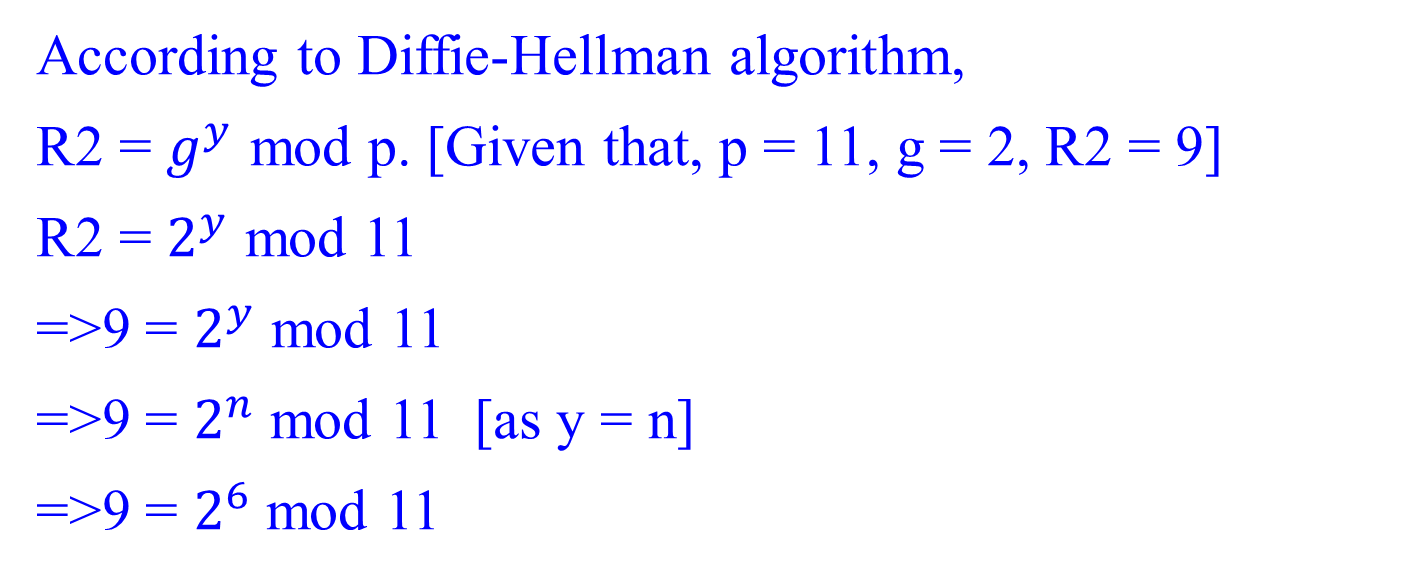 According to Diffie-Hellman algorithm,
R2 = g^y mod p. [Given that, p = 11, g = 2, R2 = 9]
R2 = 2^y mod 11
=>9 = 2^y mod 11
=>9 = 2^n mod 11 [as y = n]
=>9 = 2^6 mod 11